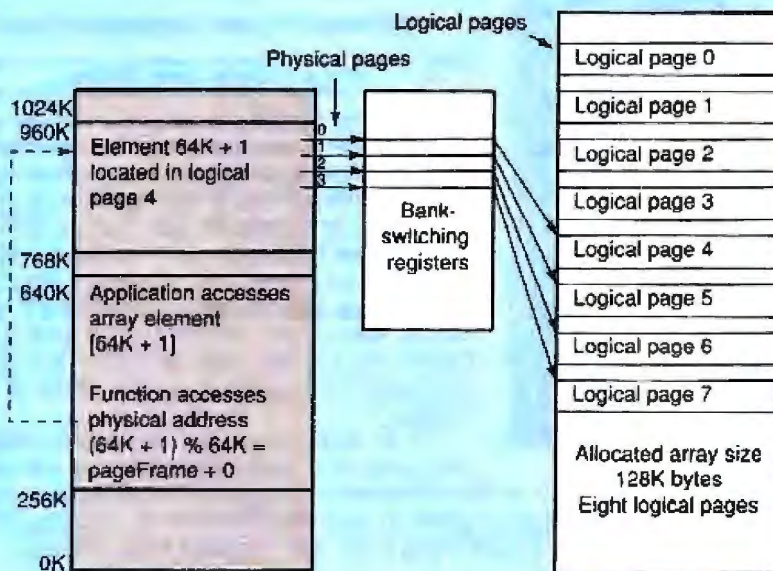 Logical pages
Physical pages
1024K
960K
768K
640K
256K
0K
Element 64K + 1
located in logical
page 4
Application accesses
array element
[64K + 1]
Function accesses
physical address
(64K + 1) % 64K =
pageFrame + 0
0
1
2
3
Bank-
switching
registers
Logical page 0
Logical page 1
Logical page 2
Logical page 3
Logical page 4
Logical page 5
Logical page 6
Logical page 7
Allocated array size
128K bytes
Eight logical pages